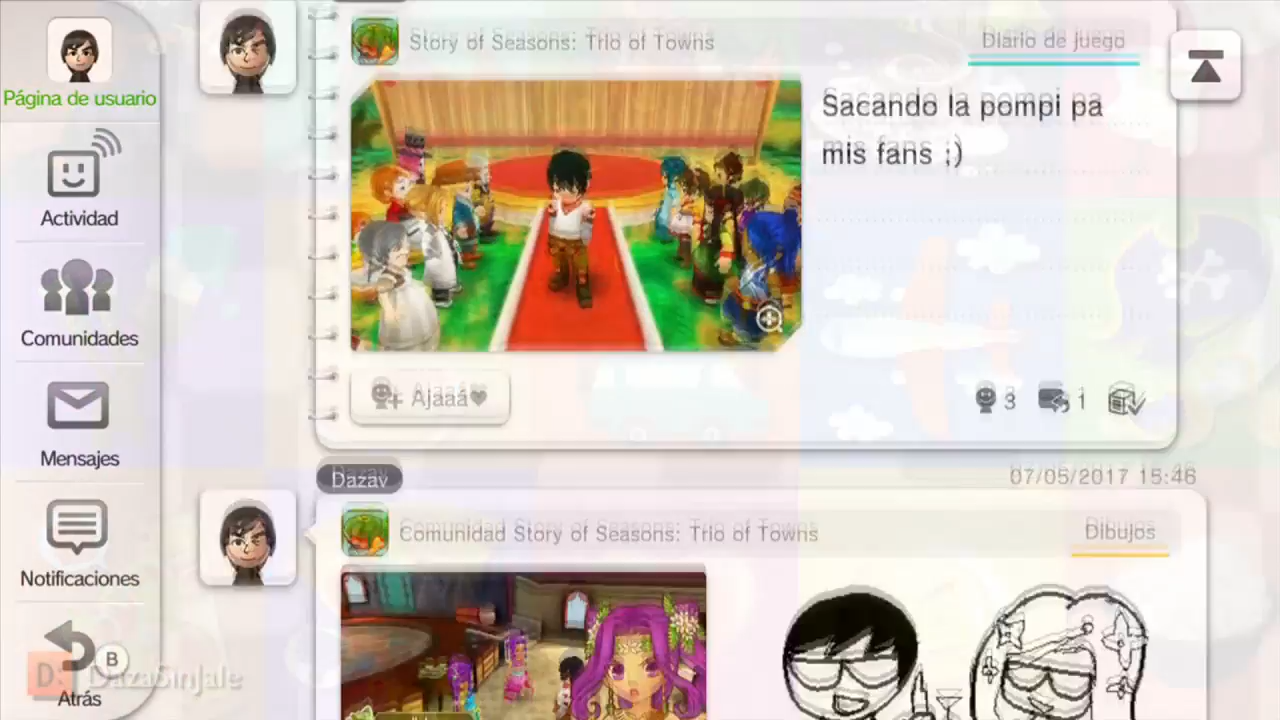 Página de usuario
Actividad
Comunidades
Mensajes
Notificaciones
B
Atrás
D:
DazaSinJale
Story of Seasons: Trio of Towns
Diario de juego
Sacando la pompi pa
mis fans ;)
Ajaaá♥
3
1
Dazav
07/05/2017 15:46
Comunidad Story of Seasons: Trio of Towns
Dibujos